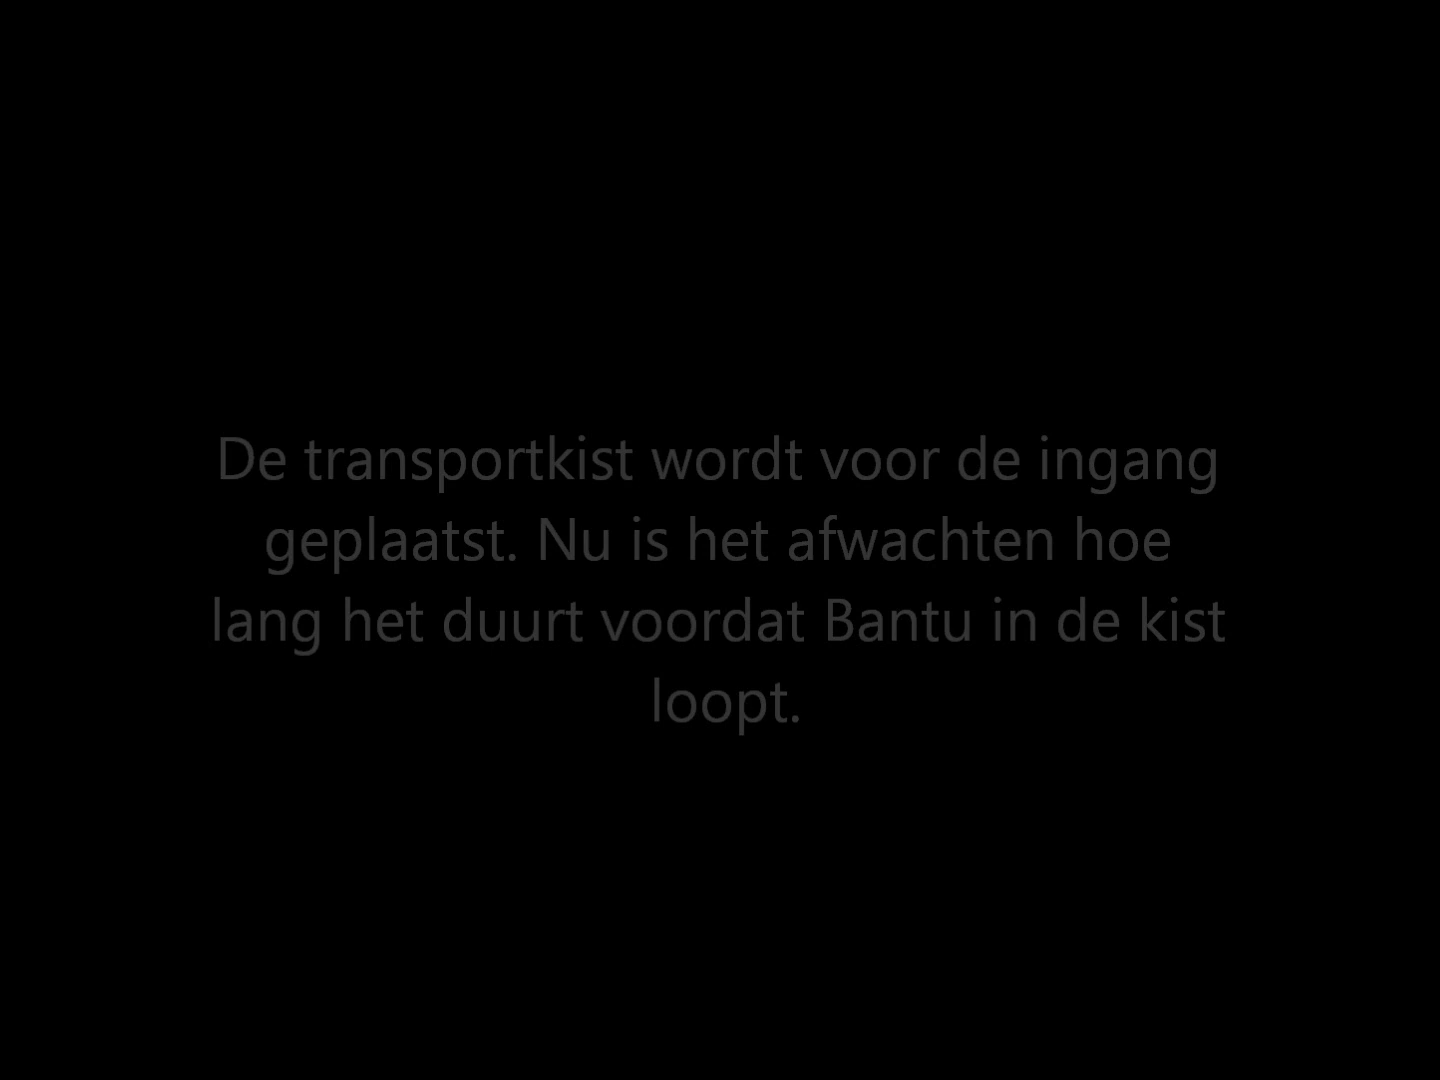 De transportkist wordt voor de ingang
geplaatst. Nu is het afwachten hoe
lang het duurt voordat Bantu in de kist
loopt.